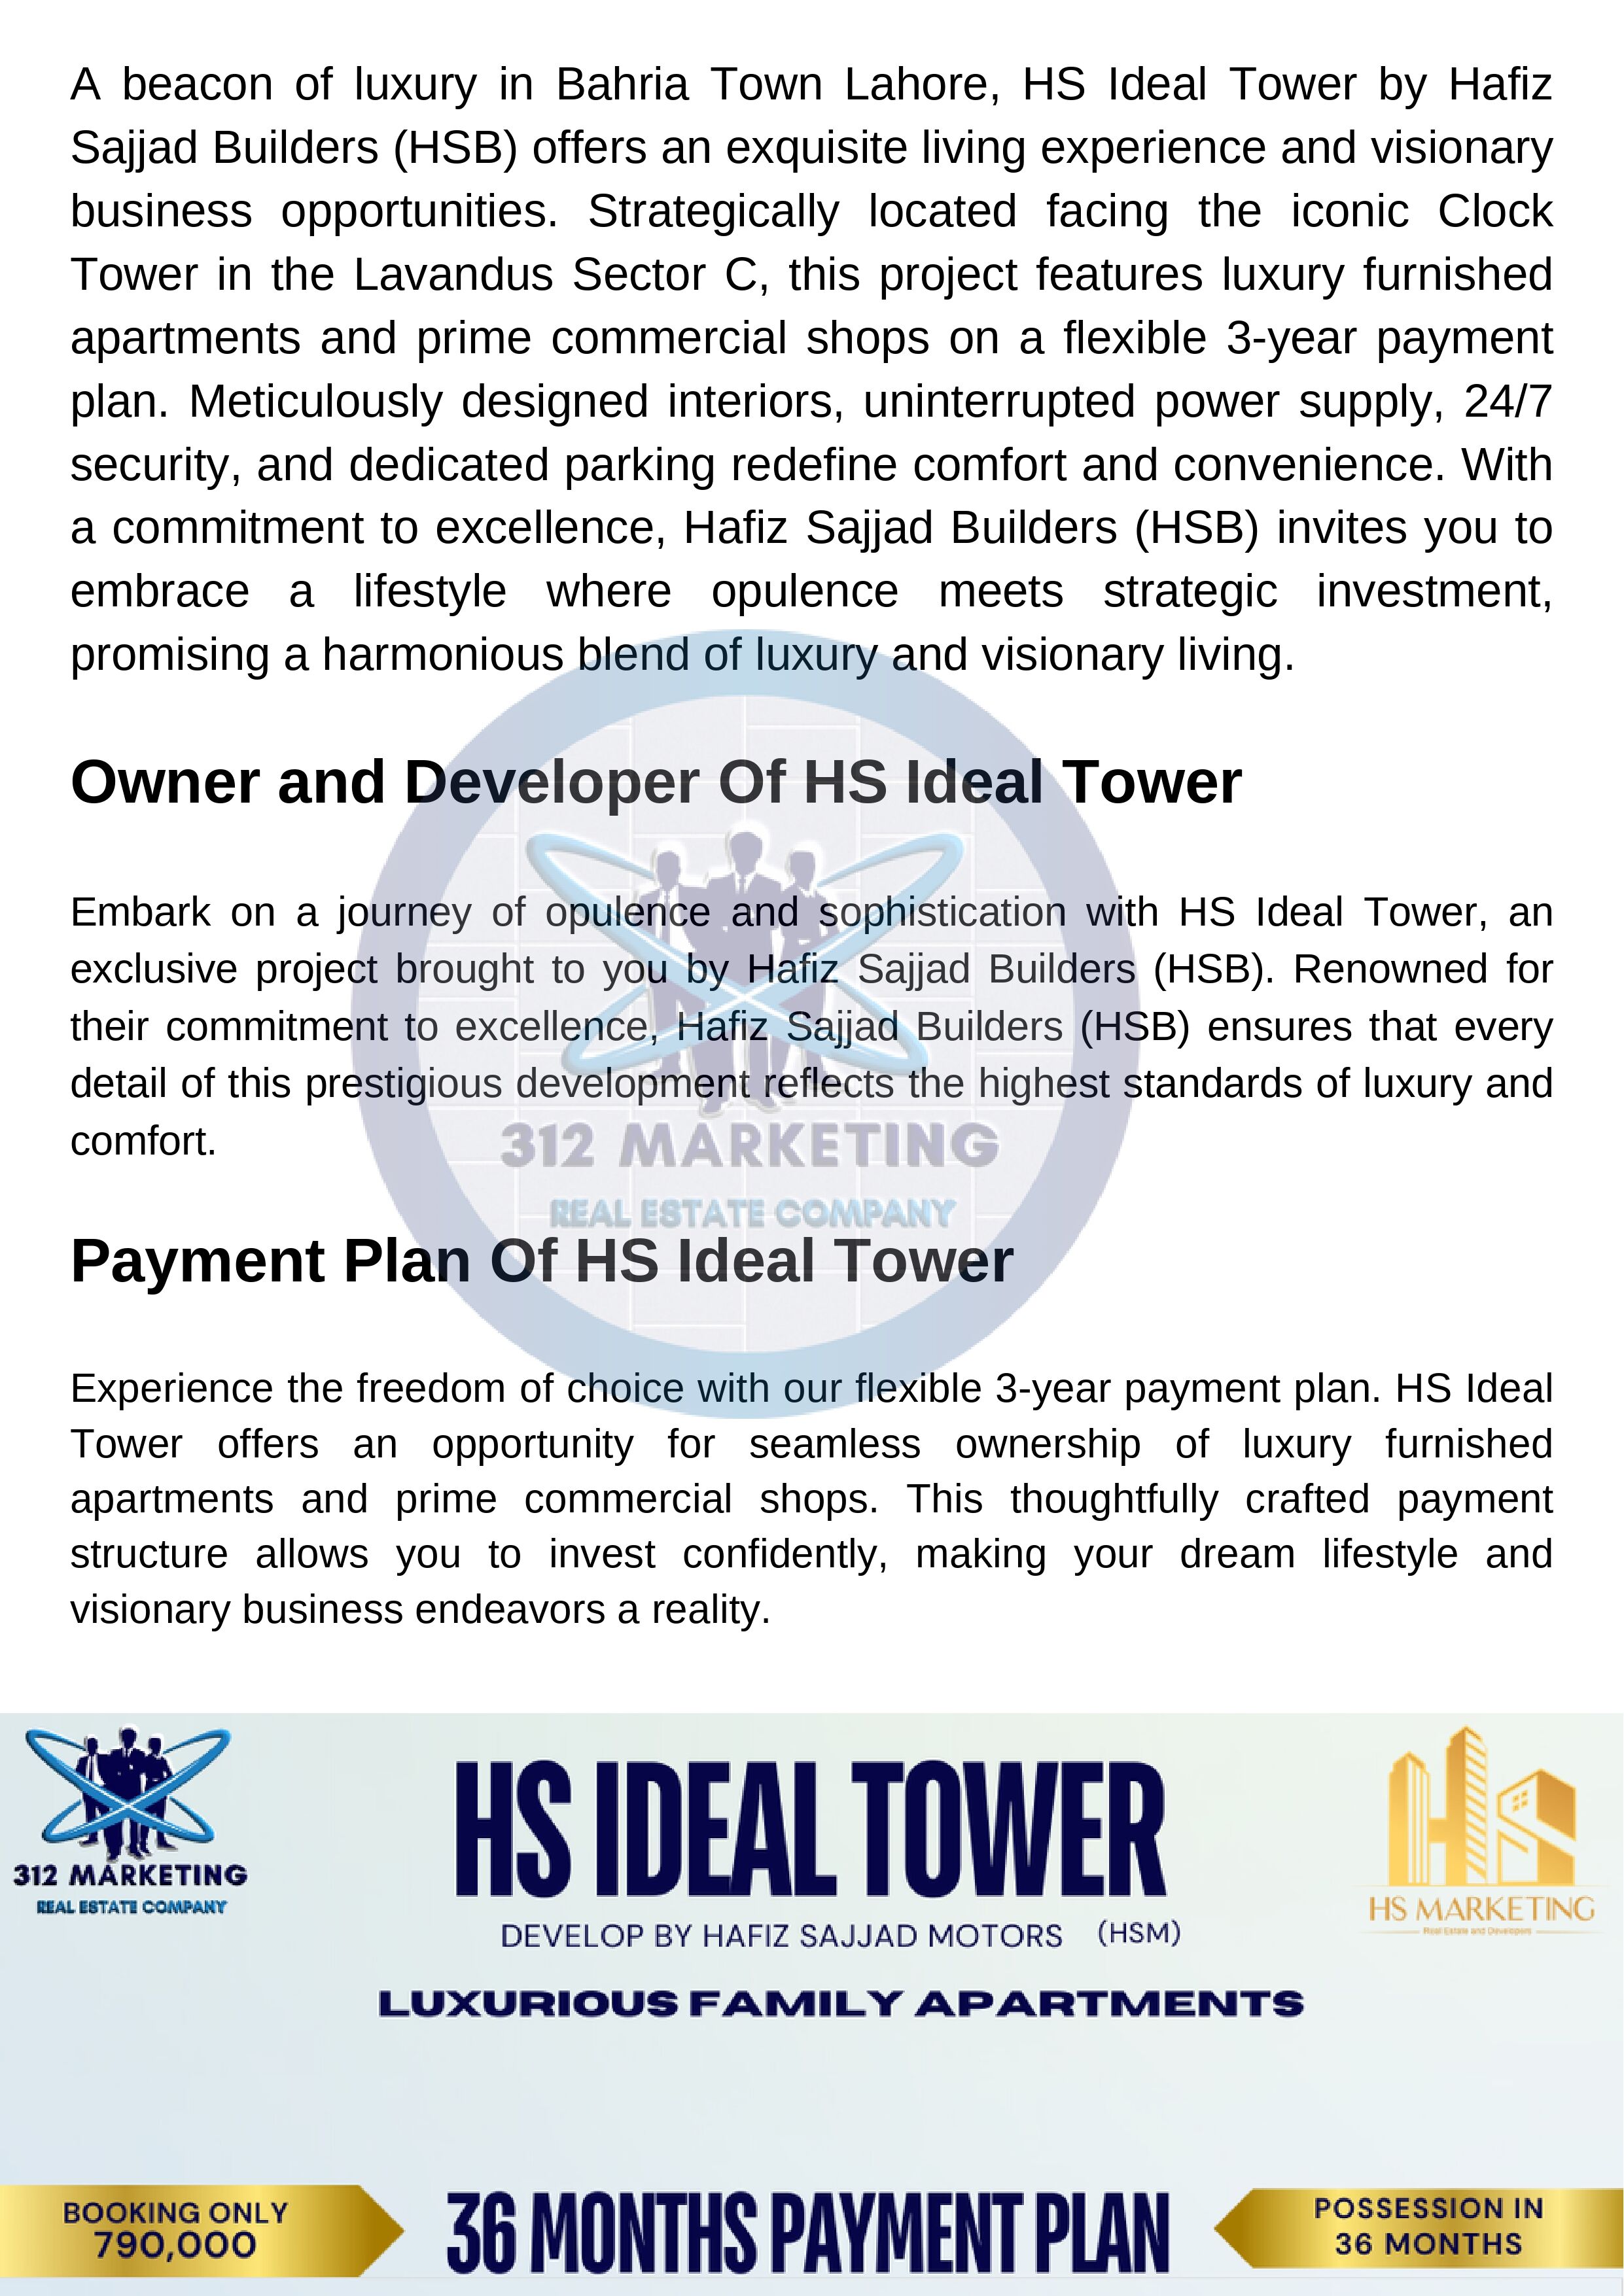 A beacon of luxury in Bahria Town Lahore, HS Ideal Tower by Hafiz
Sajjad Builders (HSB) offers an exquisite living experience and visionary
business opportunities. Strategically located facing the iconic Clock
Tower in the Lavandus Sector C, this project features luxury furnished
apartments and prime commercial shops on a flexible 3-year payment
plan. Meticulously designed interiors, uninterrupted power supply, 24/7
security, and dedicated parking redefine comfort and convenience. With
a commitment to excellence, Hafiz Sajjad Builders (HSB) invites you to
embrace a lifestyle where opulence meets strategic investment,
promising a harmonious blend of luxury and visionary living.
Owner and Developer Of HS Ideal Tower
Embark on a journey of opulence and sophistication with HS Ideal Tower, an
exclusive project brought to you by Hafiz Sajjad Builders (HSB). Renowned for
their commitment to excellence, Hafiz Sajjad Builders (HSB) ensures that every
detail of this prestigious development reflects the highest standards of luxury and
comfort.
312 MARKETING
REAL ESTATE COMPANY
Payment Plan Of HS Ideal Tower
Experience the freedom of choice with our flexible 3-year payment plan. HS Ideal
Tower offers an opportunity for seamless ownership of luxury furnished
apartments and prime commercial shops. This thoughtfully crafted payment
structure allows you to invest confidently, making your dream lifestyle and
visionary business endeavors a reality.
312 MARKETING
REAL ESTATE COMPANY
HS IDEAL TOWER
DEVELOP BY HAFIZ SAJJAD MOTORS (HSM)
LUXURIOUS FAMILY APARTMENTS
HS
HS MARKETING
Real Estate and Developers
BOOKING ONLY
790,000
36 MONTHS PAYMENT PLAN
POSSESSION IN
36 MONTHS